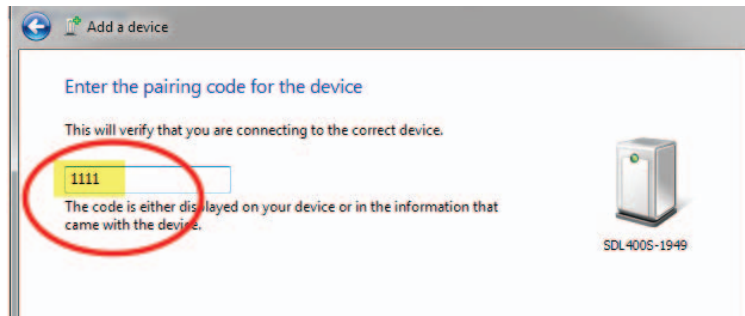 Add a device
Enter the pairing code for the device
This will verify that you are connecting to the correct device.
1111
The code is either displayed on your device or in the information that
came with the device.
SDL400S-1949